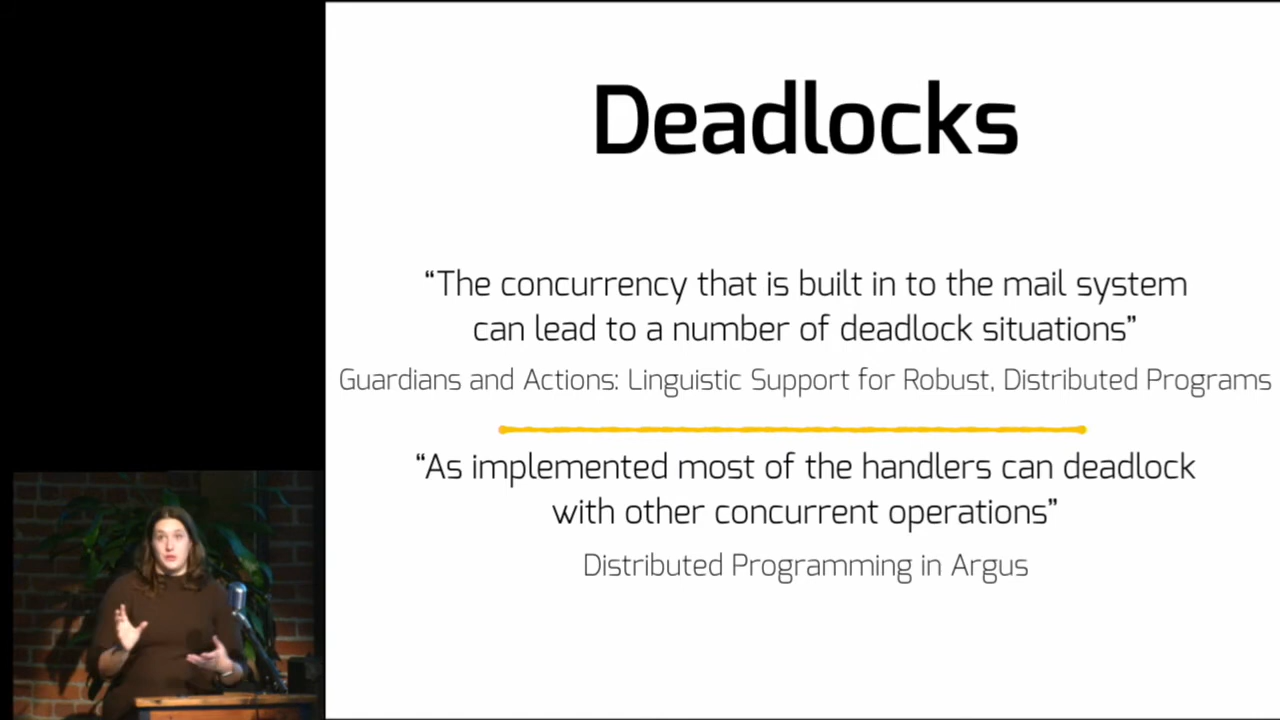 Deadlocks
“The concurrency that is built in to the mail system
can lead to a number of deadlock situations”
Guardians and Actions: Linguistic Support for Robust, Distributed Programs
“As implemented most of the handlers can deadlock
with other concurrent operations”
Distributed Programming in Argus